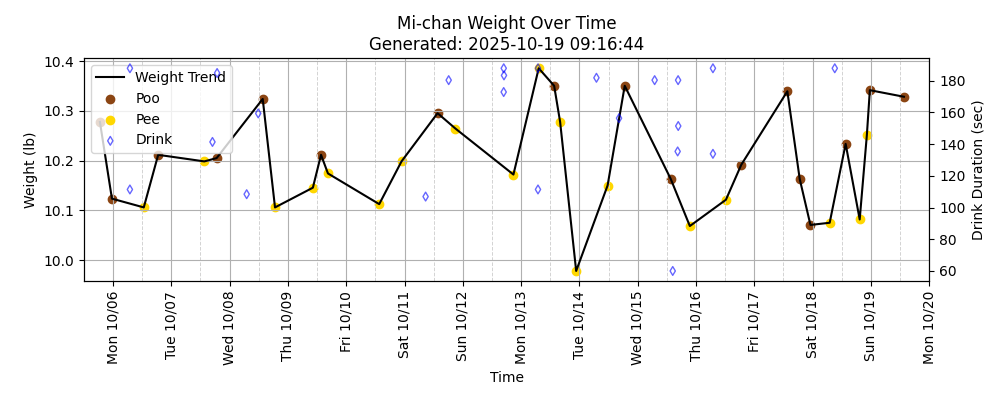 Mi-chan Weight Over Time
Generated: 2025-10-19 09:16:44
Weight (lb)
10.4
10.3
10.2
10.1
10.0
Weight Trend
Poo
Pee
Drink
180
160
140
120
100
80
60
Drink Duration (sec)
Mon 10/06
Tue 10/07
Wed 10/08
Thu 10/09
Fri 10/10
Sat 10/11
Sun 10/12
Mon 10/13
Tue 10/14
Wed 10/15
Thu 10/16
Fri 10/17
Sat 10/18
Sun 10/19
Mon 10/20
Time